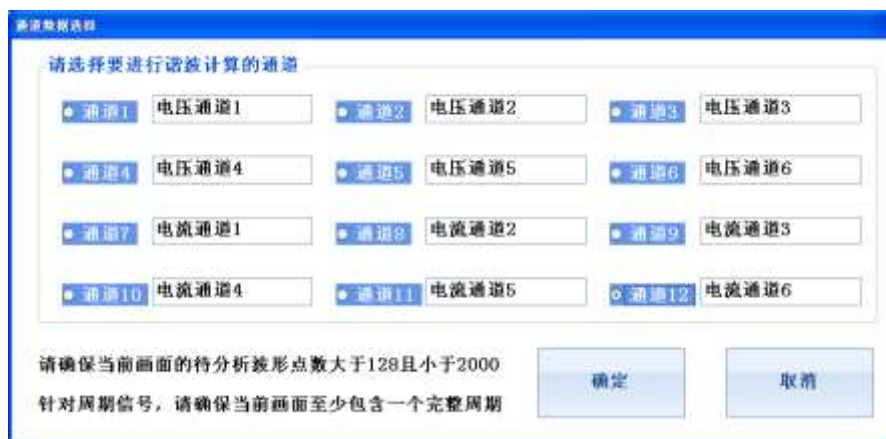 通道数据选择
请选择要进行谐波计算的通道
通道1 电压通道1 通道2 电压通道2 通道3 电压通道3
通道4 电压通道4 通道5 电压通道5 通道6 电压通道6
通道7 电流通道1 通道8 电流通道2 通道9 电流通道3
通道10 电流通道4 通道11 电流通道5 通道12 电流通道6
请确保当前画面的待分析波形点数大于128且小于2000
针对周期信号，请确保当前画面至少包含一个完整周期
确定 取消